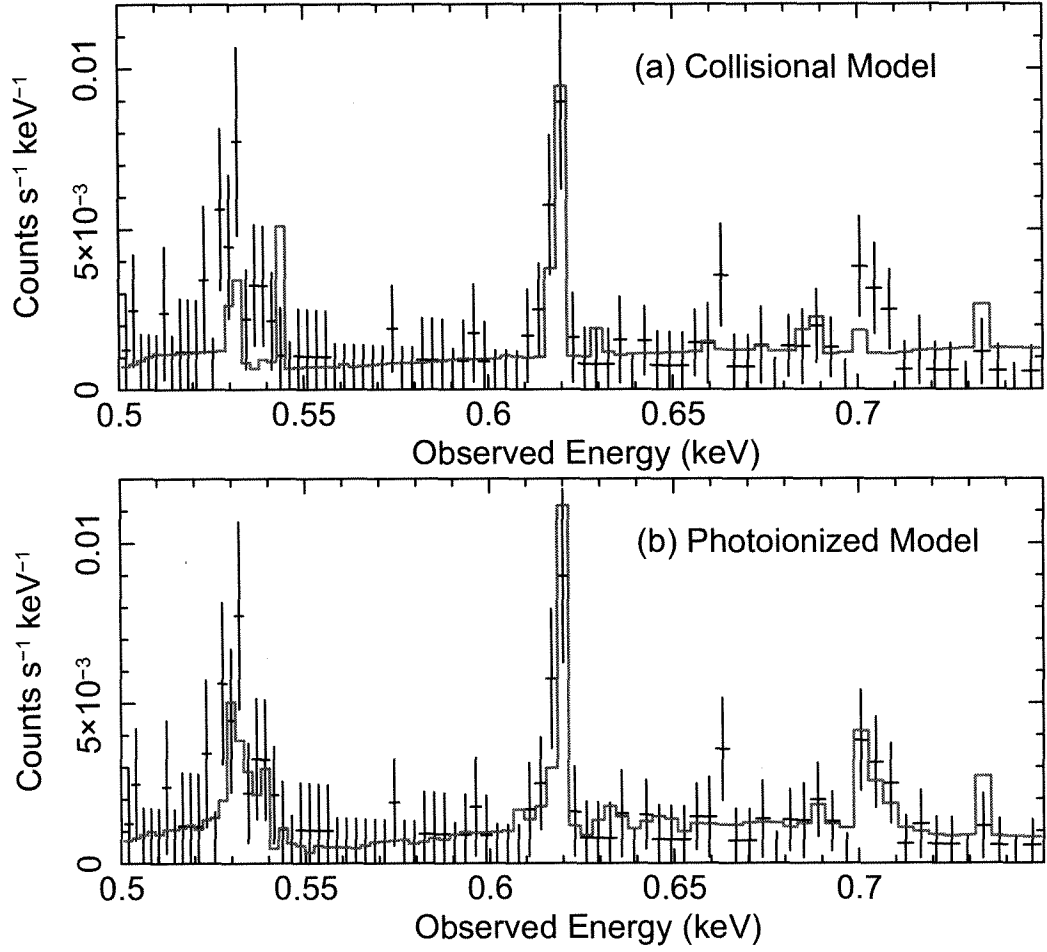 (a) Collisional Model
Counts s⁻¹ keV⁻¹
0 5×10⁻³ 0.01
0.5 0.55 0.6 0.65 0.7
Observed Energy (keV)
(b) Photoionized Model
Counts s⁻¹ keV⁻¹
0 5×10⁻³ 0.01
0.5 0.55 0.6 0.65 0.7
Observed Energy (keV)